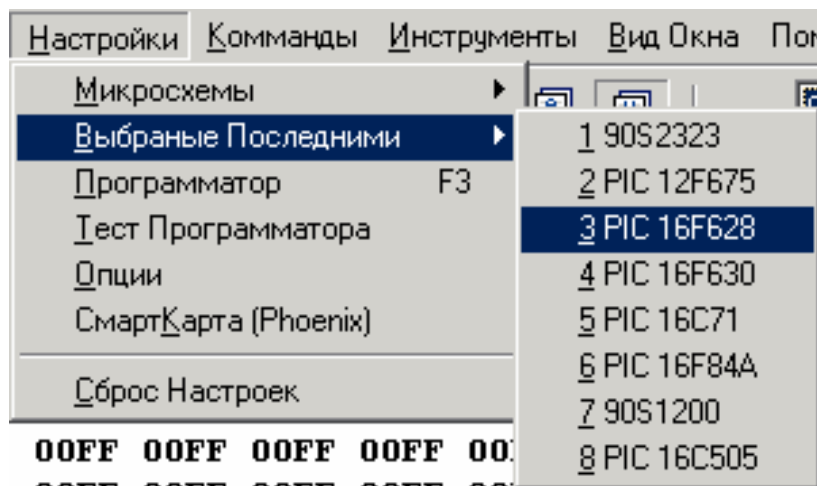 Настройки Комманды Инструменты Вид Окна
Микросхемы
Выбраные Последними
Программатор F3
Тест Программатора
Опции
СмартКарта (Phoenix)
Сброс Настроек
1 90S2323
2 PIC 12F675
3 PIC 16F628
4 PIC 16F630
5 PIC 16C71
6 PIC 16F84A
7 90S1200
8 PIC 16C505
00FF 00FF 00FF 00FF